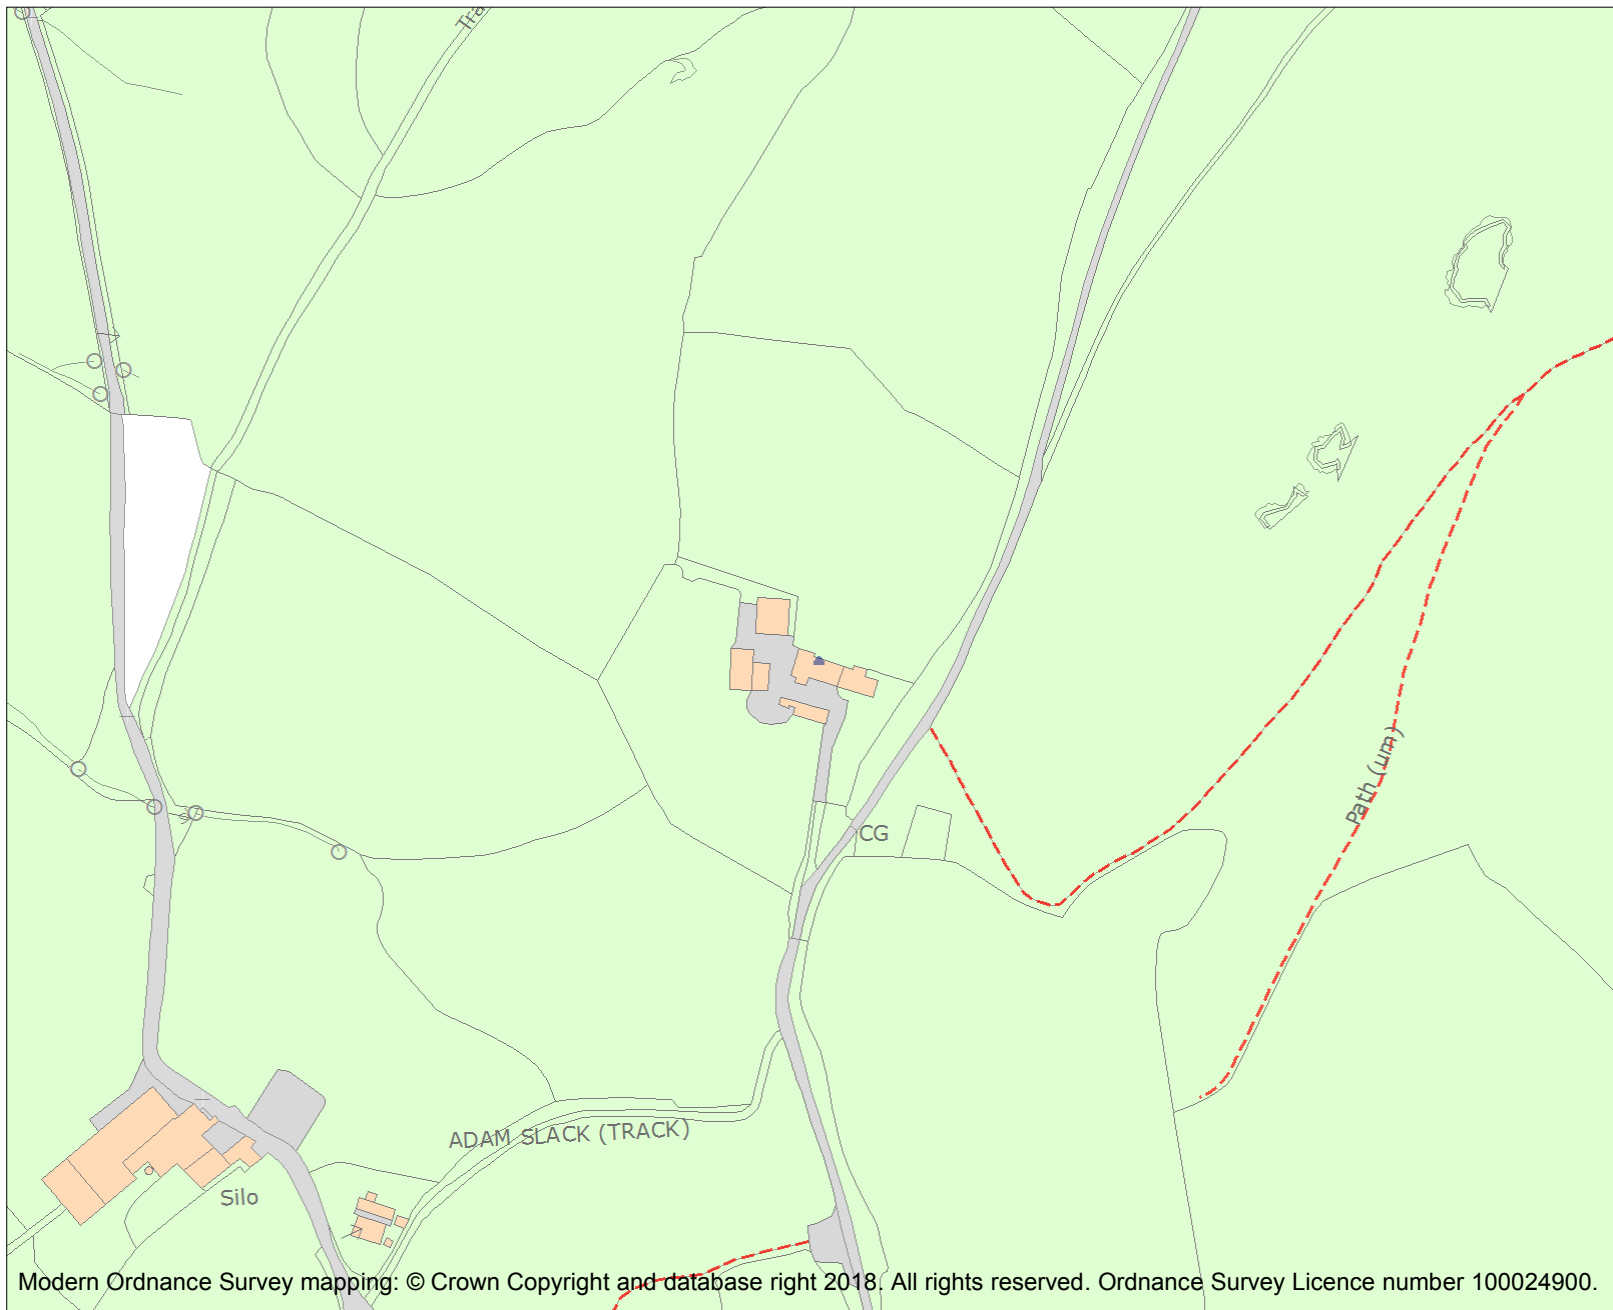 Tra
CG
Path (um)
ADAM SLACK (TRACK)
Silo
Modern Ordnance Survey mapping: © Crown Copyright and database right 2018. All rights reserved. Ordnance Survey Licence number 100024900.